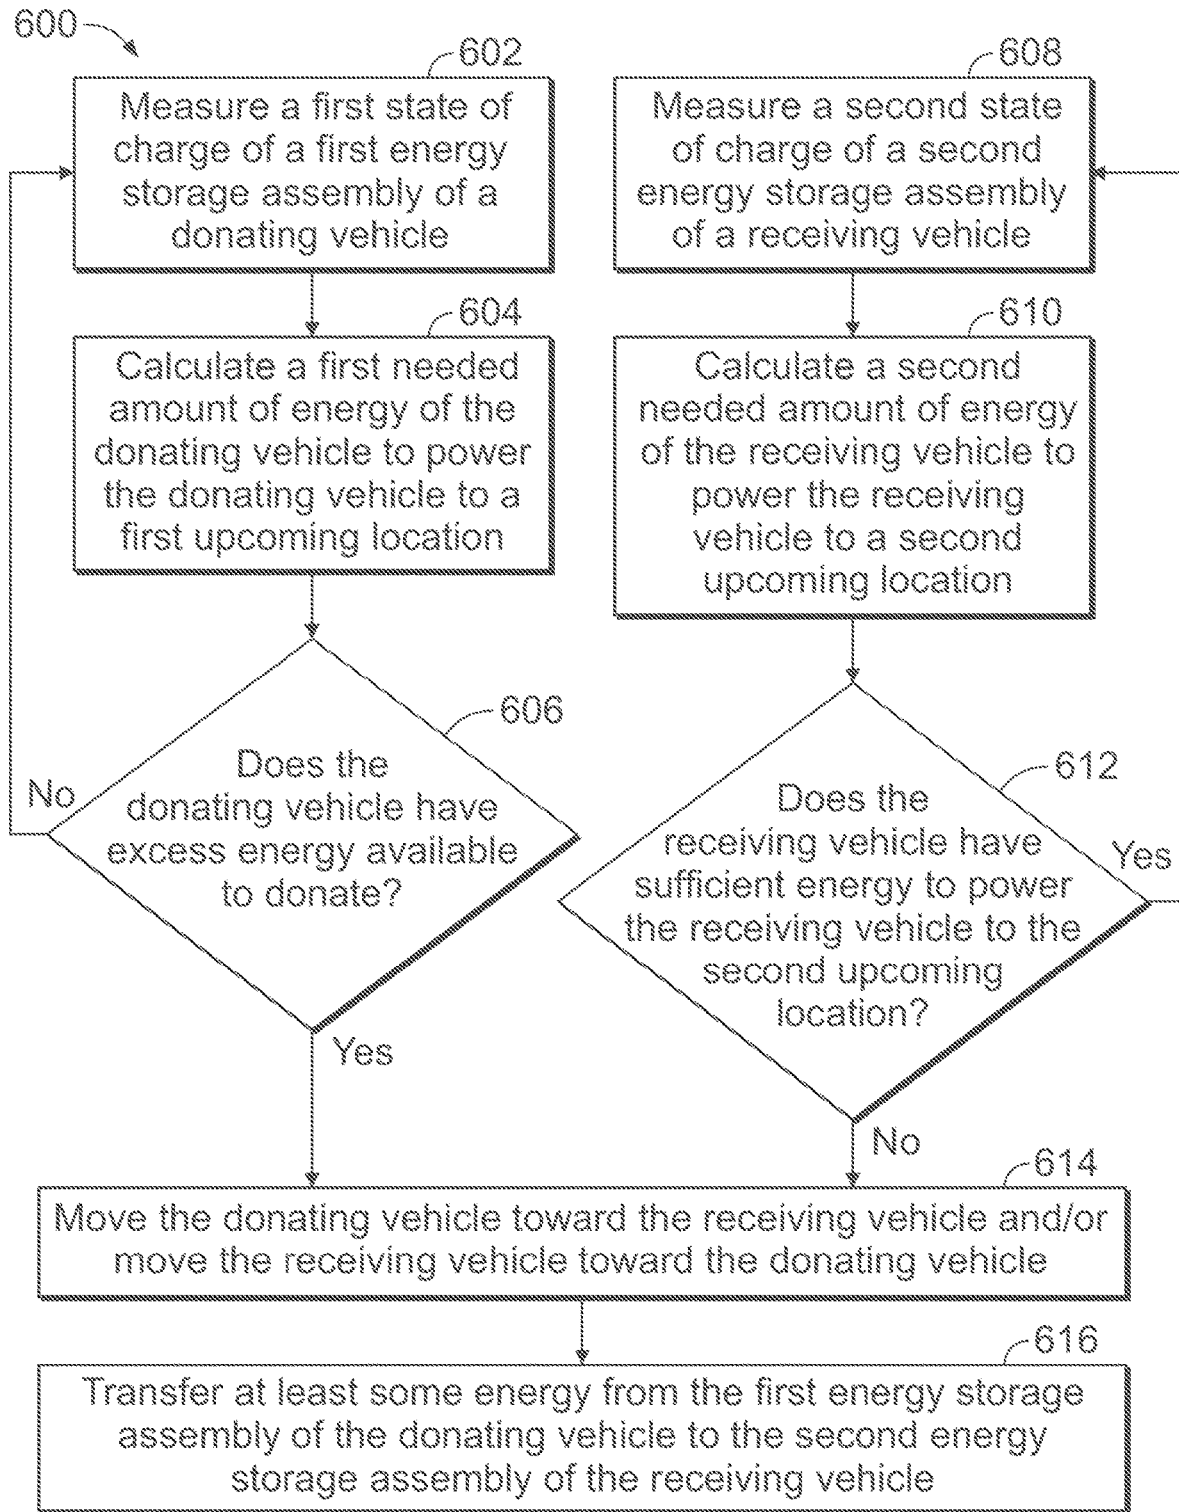 600
602
Measure a first state of
charge of a first energy
storage assembly of a
donating vehicle
604
Calculate a first needed
amount of energy of the
donating vehicle to power
the donating vehicle to a
first upcoming location
606
Does the
donating vehicle have
excess energy available
to donate?
No
Yes
608
Measure a second state
of charge of a second
energy storage assembly
of a receiving vehicle
610
Calculate a second
needed amount of energy
of the receiving vehicle to
power the receiving
vehicle to a second
upcoming location
612
Does the
receiving vehicle have
sufficient energy to power
the receiving vehicle to the
second upcoming
location?
Yes
No
614
Move the donating vehicle toward the receiving vehicle and/or
move the receiving vehicle toward the donating vehicle
616
Transfer at least some energy from the first energy storage
assembly of the donating vehicle to the second energy
storage assembly of the receiving vehicle